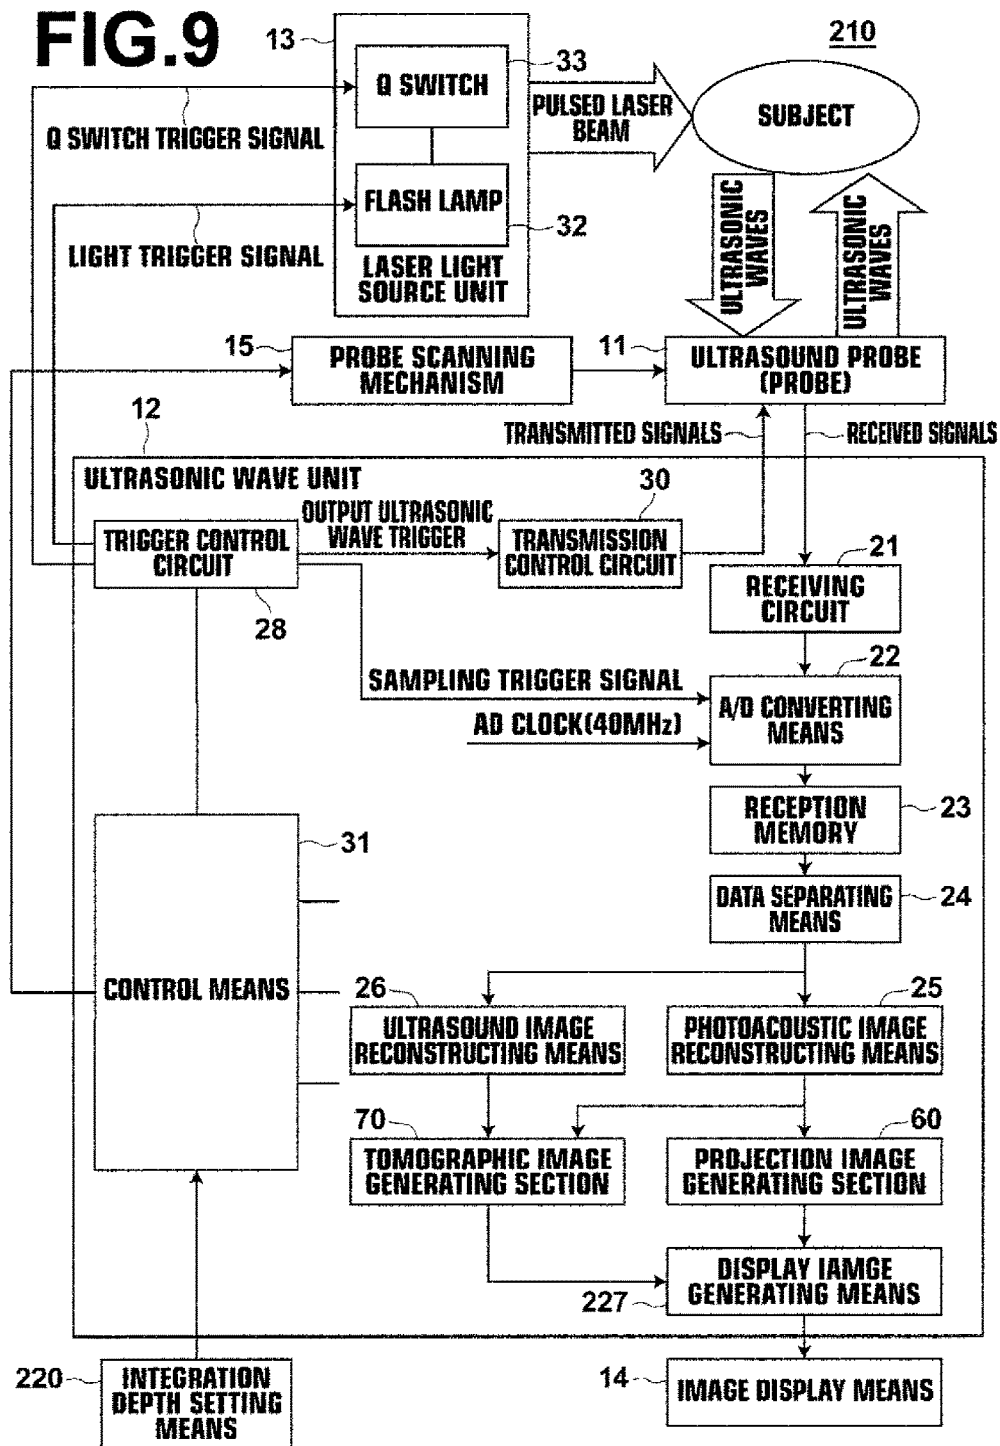 FIG.9
210
13
33
Q SWITCH
Q SWITCH TRIGGER SIGNAL
PULSED LASER
BEAM
SUBJECT
FLASH LAMP
32
LIGHT TRIGGER SIGNAL
LASER LIGHT
SOURCE UNIT
ULTRASONIC
WAVES
ULTRASONIC
WAVES
15
PROBE SCANNING
MECHANISM
11
ULTRASOUND PROBE
(PROBE)
12
TRANSMITTED SIGNALS
RECEIVED SIGNALS
ULTRASONIC WAVE UNIT
TRIGGER CONTROL
CIRCUIT
28
OUTPUT ULTRASONIC
WAVE TRIGGER
30
TRANSMISSION
CONTROL CIRCUIT
21
RECEIVING
CIRCUIT
SAMPLING TRIGGER SIGNAL
22
A/D CONVERTING
MEANS
AD CLOCK(40MHz)
RECEPTION
MEMORY
23
31
DATA SEPARATING
MEANS
24
CONTROL MEANS
26
ULTRASOUND IMAGE
RECONSTRUCTING MEANS
25
PHOTOACOUSTIC IMAGE
RECONSTRUCTING MEANS
70
TOMOGRAPHIC IMAGE
GENERATING SECTION
60
PROJECTION IMAGE
GENERATING SECTION
DISPLAY IAMGE
GENERATING MEANS
227
220
INTEGRATION
DEPTH SETTING
MEANS
14
IMAGE DISPLAY MEANS